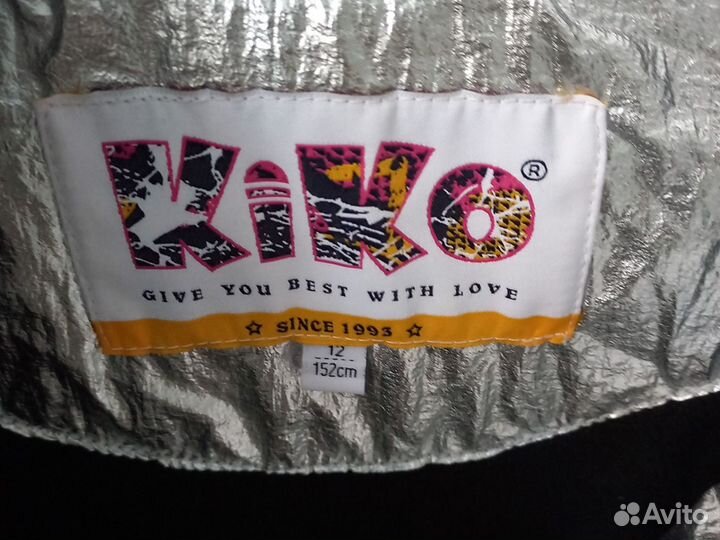 KiKo ®
GIVE YOU BEST WITH LOVE
☆ SINCE 1993 ☆
12
152cm
Avito